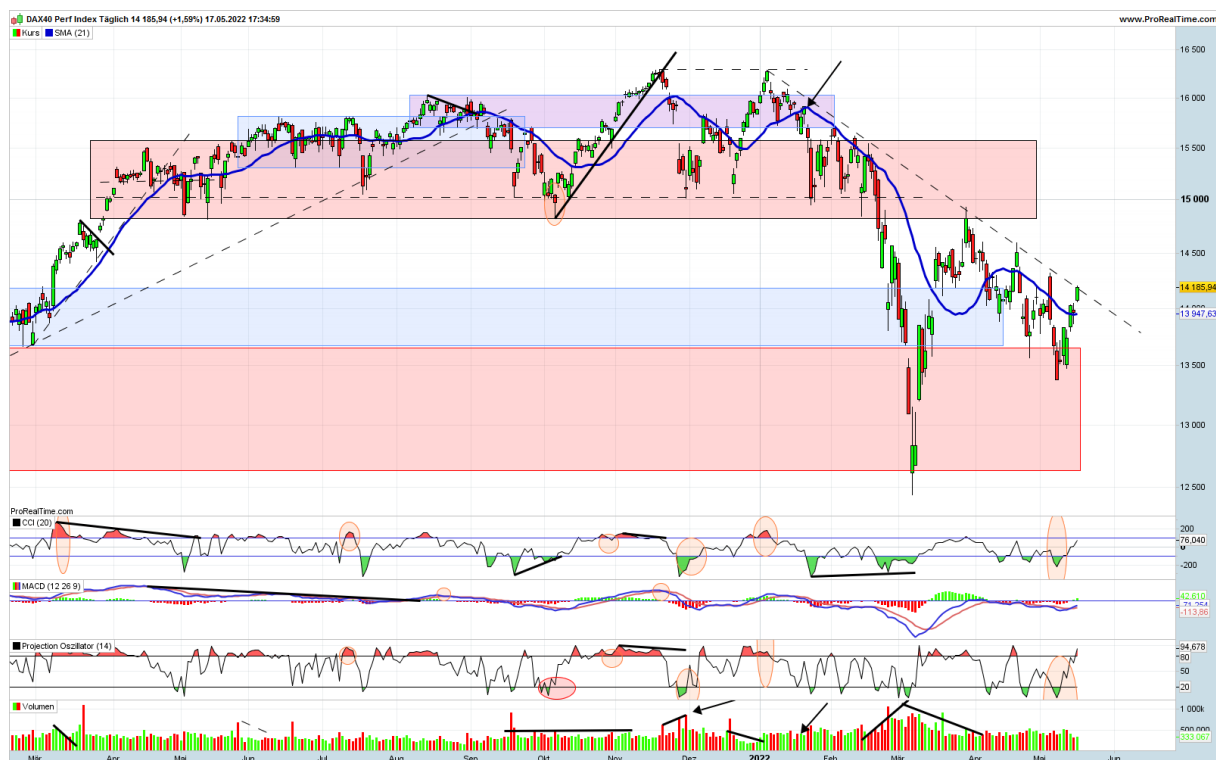 DAX40 Perf Index Täglich 14 185,94 (+1,59%) 17.05.2022 17:34:59
www.ProRealTime.com
Kurs SMA (21)
16 500
16 000
15 500
15 000
14 500
14 185,94
13 947,63
13 500
13 000
12 500
ProRealTime.com
CCI (20)
200
76,040
0
-200
MACD (12 26 9)
42,610
-71,254
-113,86
Projection Oszillator (14)
94,678
80
50
20
Volumen
1 000k
500 000
333 067
Mär Apr Mai Jun Jul Aug Sep Okt Nov Dez 2022 Feb Mär Apr Mai Jun